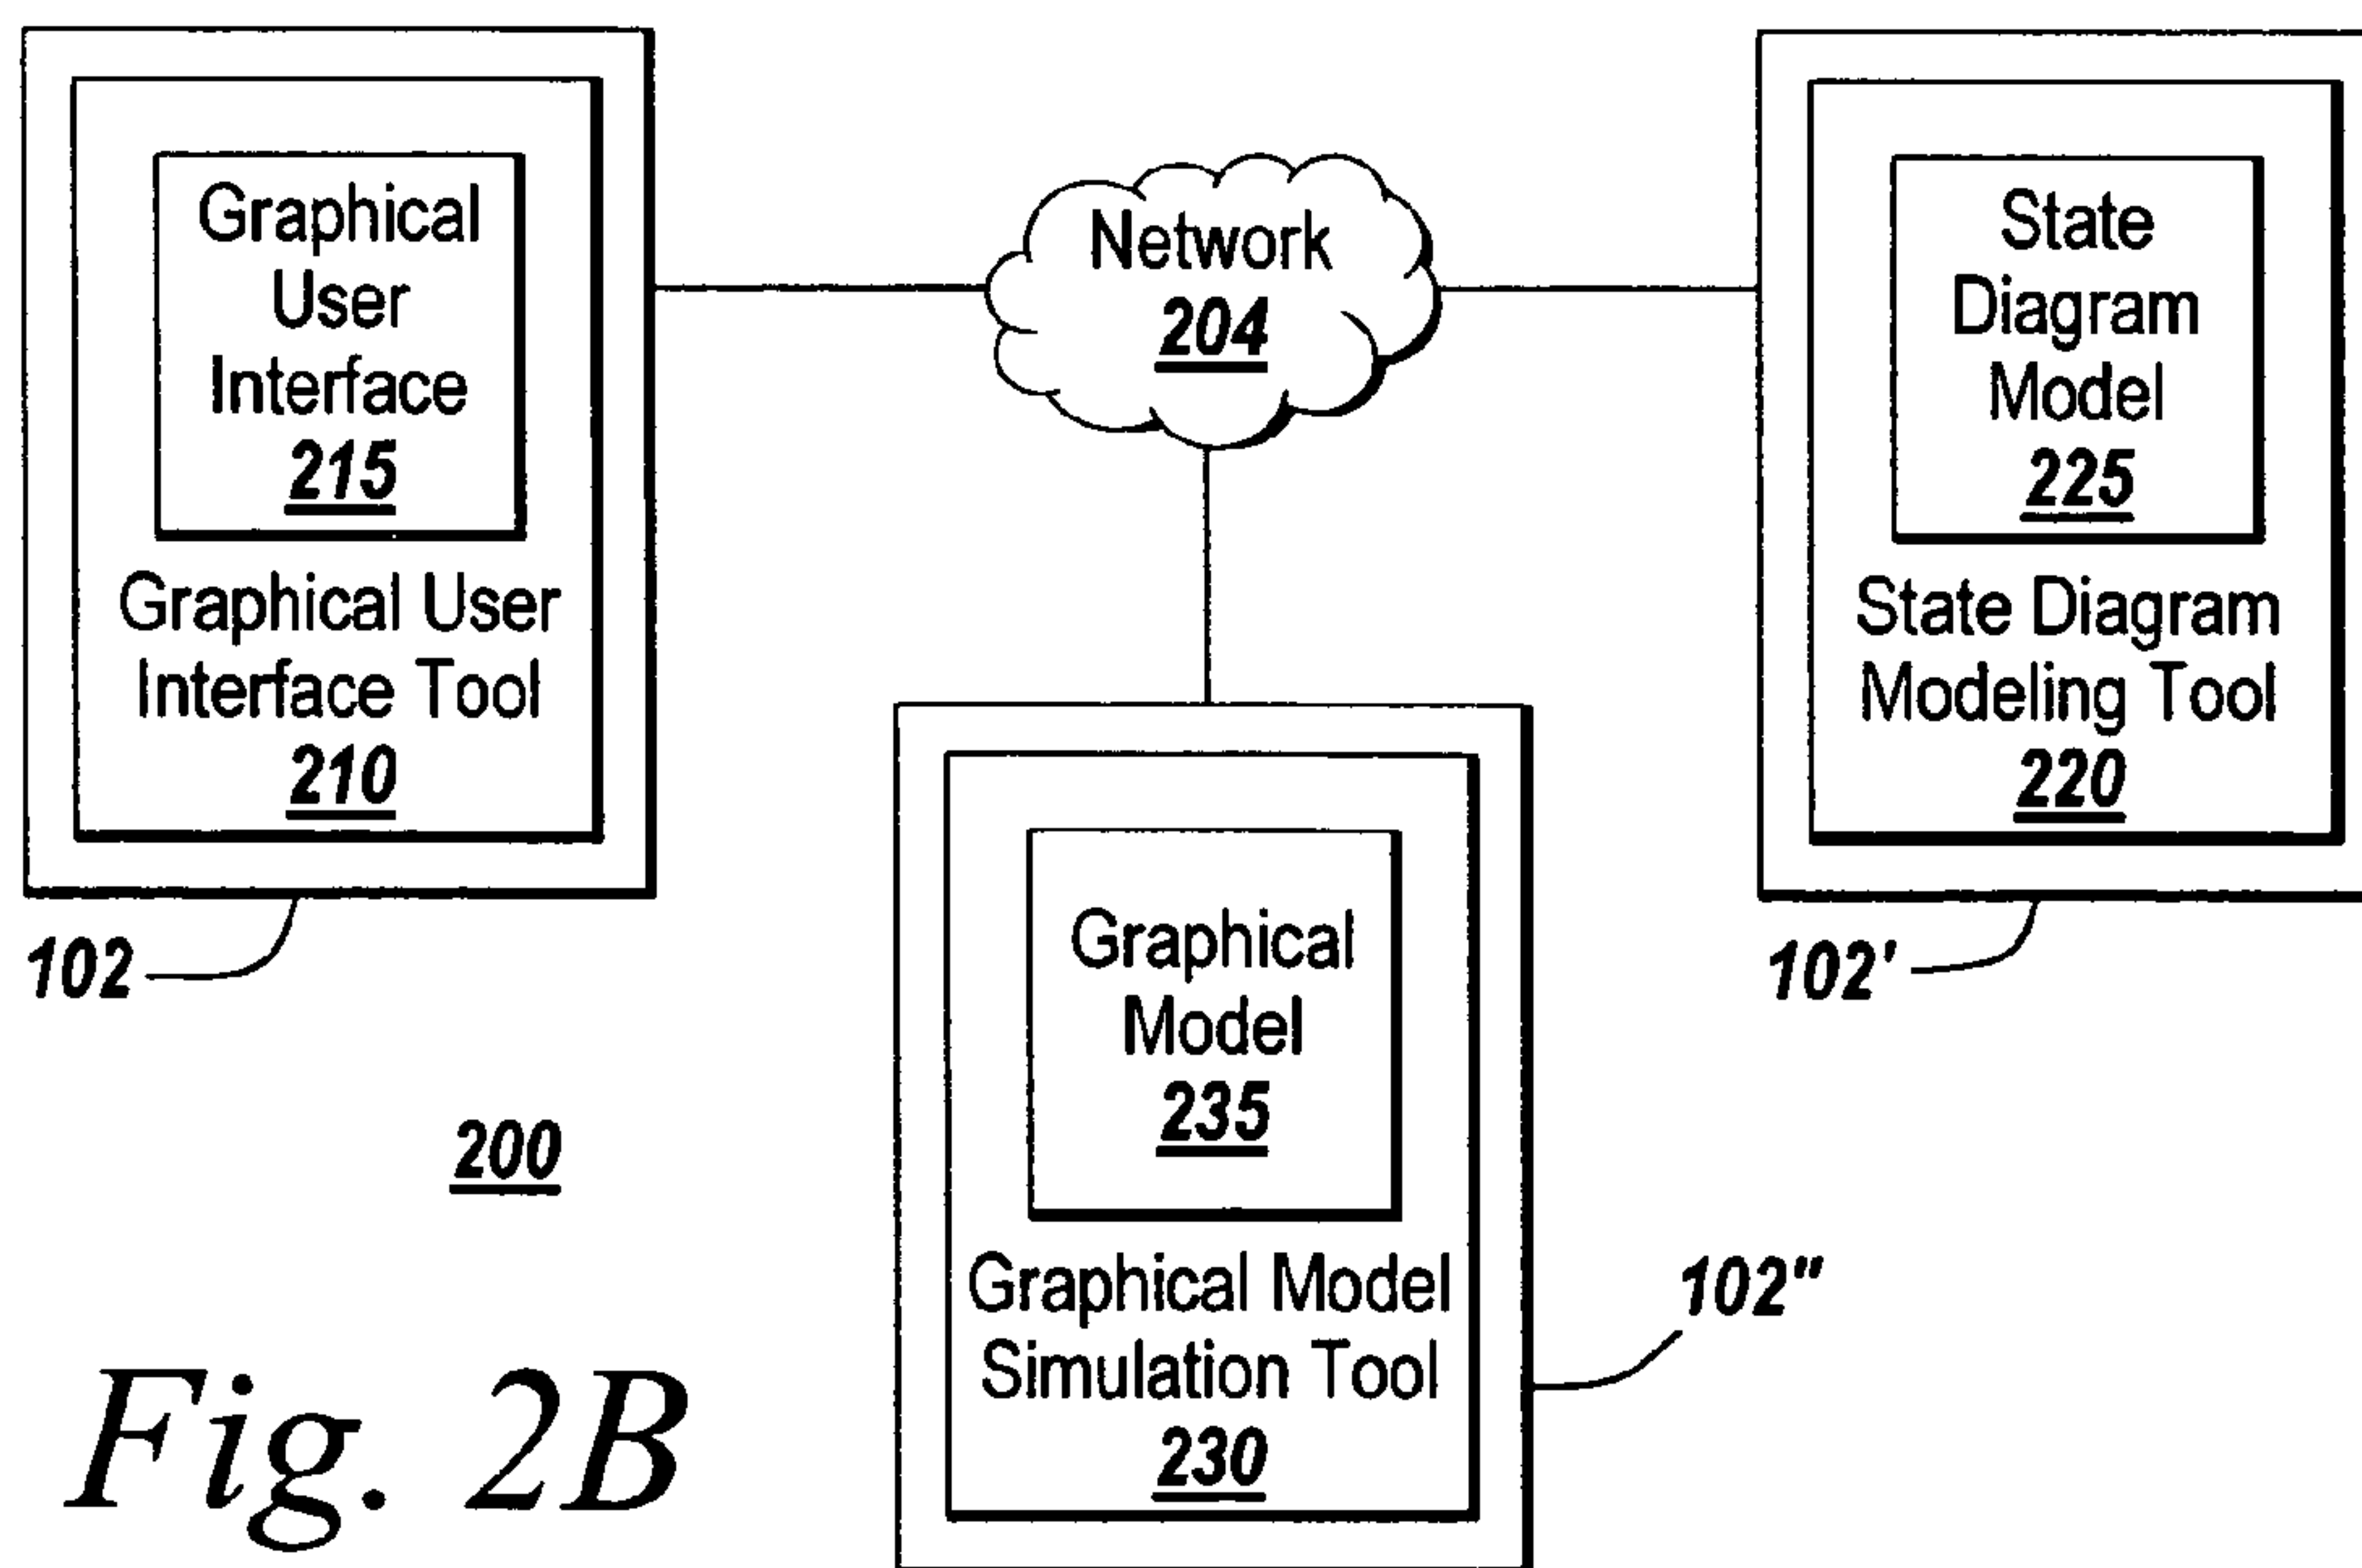 Graphical
User
Interface
215
Graphical User
Interface Tool
210
102
Network
204
State
Diagram
Model
225
State Diagram
Modeling Tool
220
102'
Graphical
Model
235
Graphical Model
Simulation Tool
230
102"
200
Fig. 2B